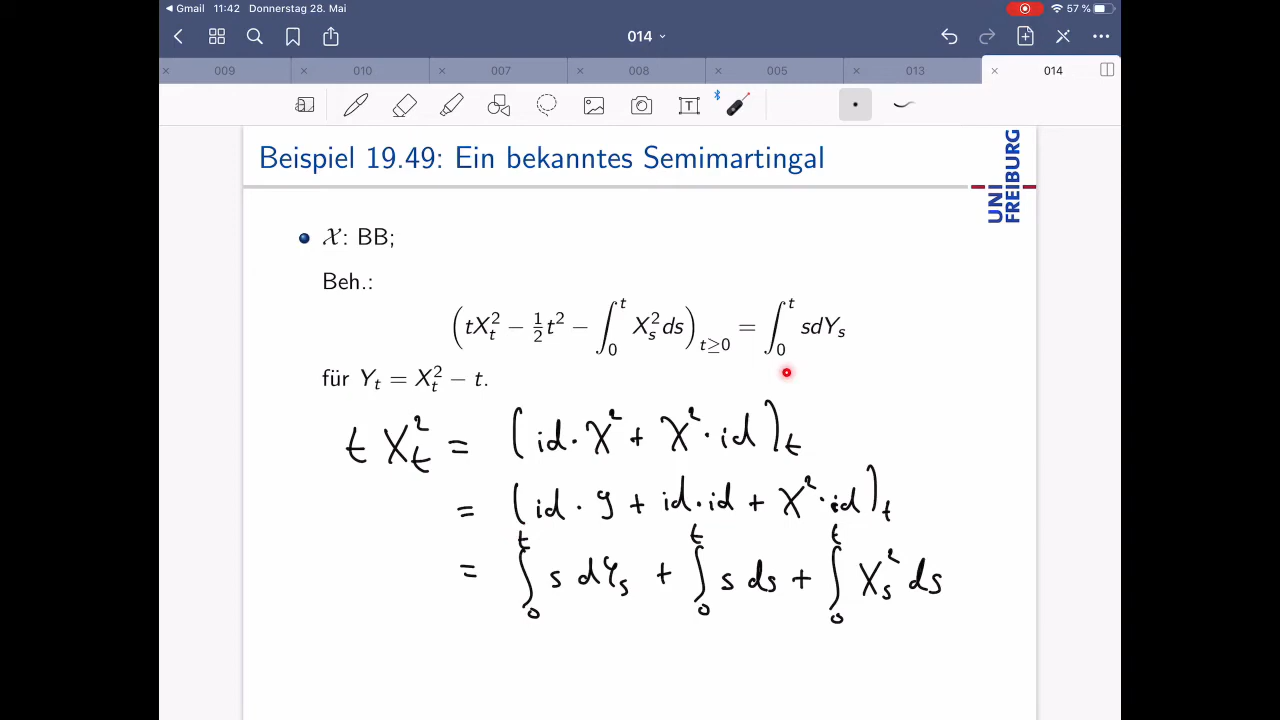 Gmail 11:42 Donnerstag 28. Mai 57 %
014
009 010 007 008 005 013 014
Beispiel 19.49: Ein bekanntes Semimartingal
UNI FREIBURG
𝒳: BB;
Beh.:
(tX_t^2 − 1/2 t^2 − ∫_0^t X_s^2 ds)_{t≥0} = ∫_0^t sdY_s
für Y_t = X_t^2 − t.
t X_t^2 = (id · X^2 + X^2 · id)_t
= (id · Y + id · id + X^2 · id)_t
= ∫_0^t s dY_s + ∫_0^t s ds + ∫_0^t X_s^2 ds